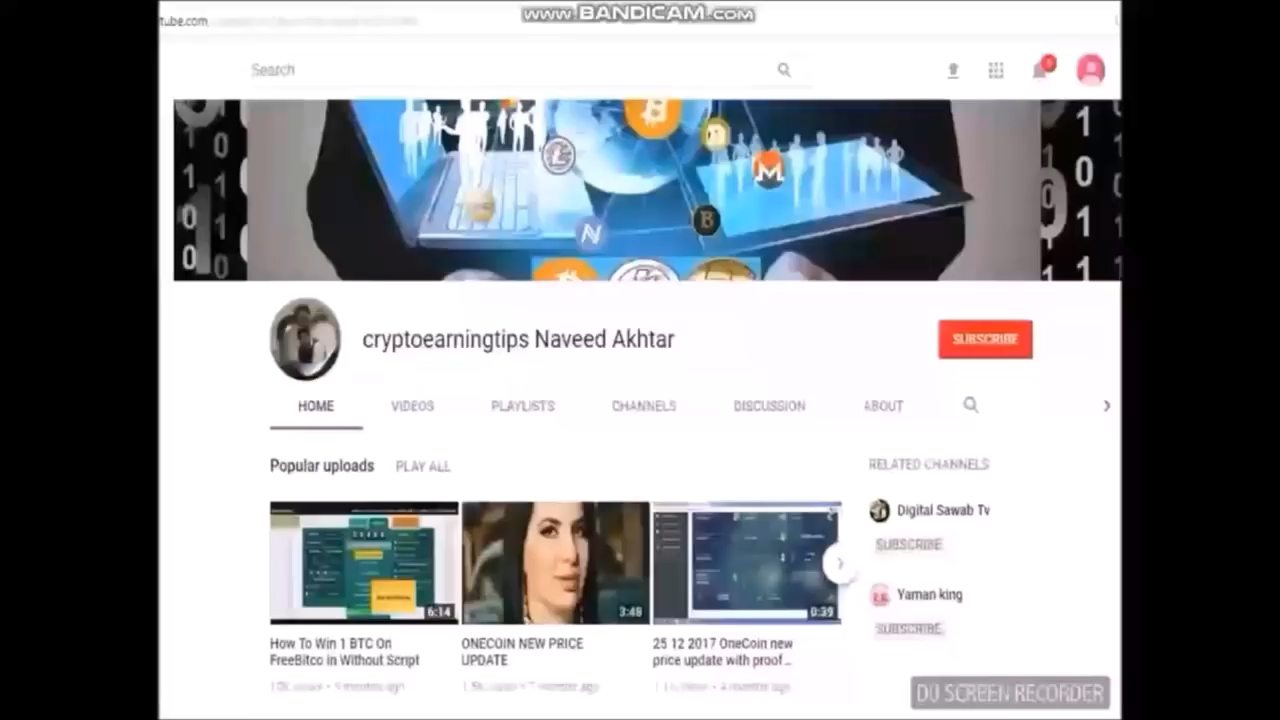 www.BANDICAM.com
tube.com
Search
cryptoearningtips Naveed Akhtar
SUBSCRIBE
HOME VIDEOS PLAYLISTS CHANNELS DISCUSSION ABOUT
Popular uploads PLAY ALL
6:14
3:48
0:39
How To Win 1 BTC On
FreeBitco in Without Script
ONECOIN NEW PRICE
UPDATE
25 12 2017 OneCoin new
price update with proof...
RELATED CHANNELS
Digital Sawab Tv
SUBSCRIBE
Yaman king
SUBSCRIBE
DU SCREEN RECORDER